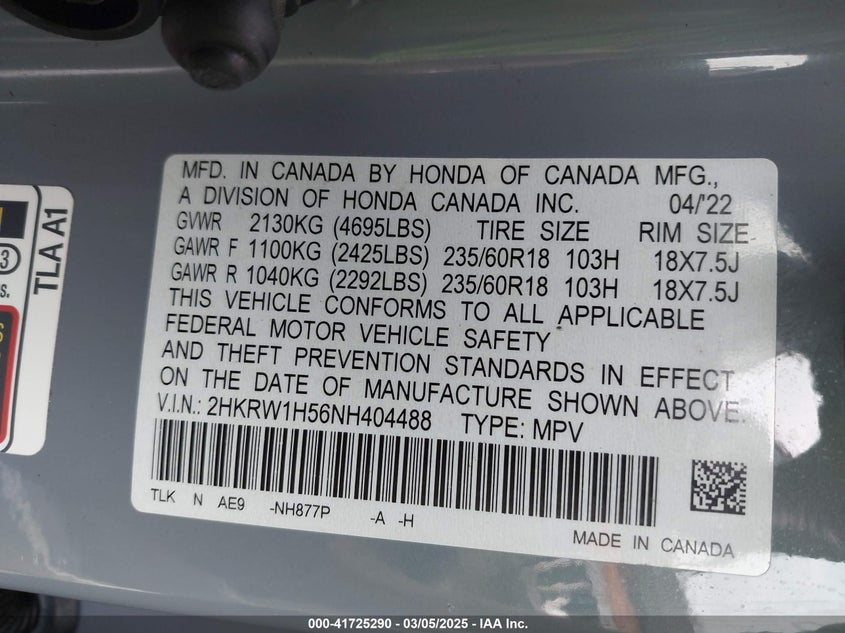 MFD. IN CANADA BY HONDA OF CANADA MFG.,
A DIVISION OF HONDA CANADA INC. 04/'22
GVWR 2130KG (4695LBS) TIRE SIZE RIM SIZE
GAWR F 1100KG (2425LBS) 235/60R18 103H 18X7.5J
GAWR R 1040KG (2292LBS) 235/60R18 103H 18X7.5J
THIS VEHICLE CONFORMS TO ALL APPLICABLE
FEDERAL MOTOR VEHICLE SAFETY
AND THEFT PREVENTION STANDARDS IN EFFECT
ON THE DATE OF MANUFACTURE SHOWN ABOVE.
V.I.N.: 2HKRW1H56NH404488 TYPE: MPV
TLK N AE9 -NH877P -A -H
MADE IN CANADA
TLA A1
3
000-41725290 - 03/05/2025 - IAA Inc.